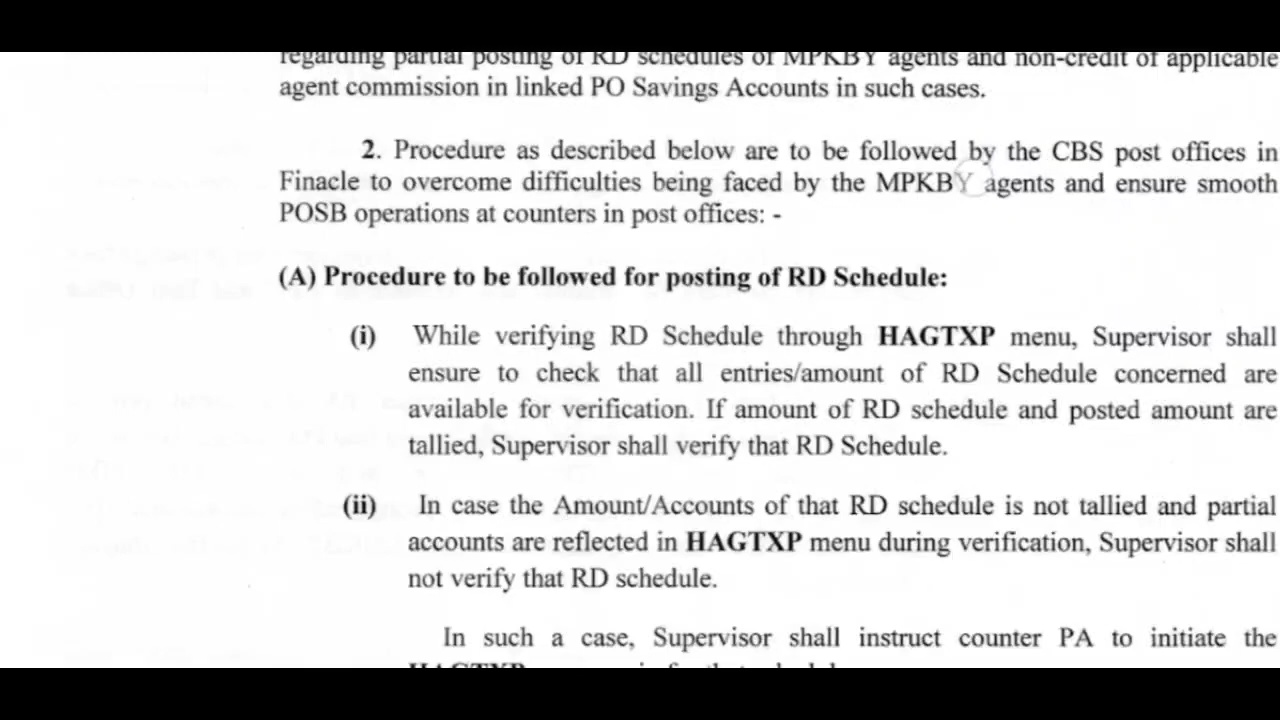 regarding partial posting of RD schedules of MPKBY agents and non-credit of applicable
agent commission in linked PO Savings Accounts in such cases.
2. Procedure as described below are to be followed by the CBS post offices in
Finacle to overcome difficulties being faced by the MPKBY agents and ensure smooth
POSB operations at counters in post offices: -
(A) Procedure to be followed for posting of RD Schedule:
(i) While verifying RD Schedule through HAGTXP menu, Supervisor shall
ensure to check that all entries/amount of RD Schedule concerned are
available for verification. If amount of RD schedule and posted amount are
tallied, Supervisor shall verify that RD Schedule.
(ii) In case the Amount/Accounts of that RD schedule is not tallied and partial
accounts are reflected in HAGTXP menu during verification, Supervisor shall
not verify that RD schedule.
In such a case, Supervisor shall instruct counter PA to initiate the
HAGTXP